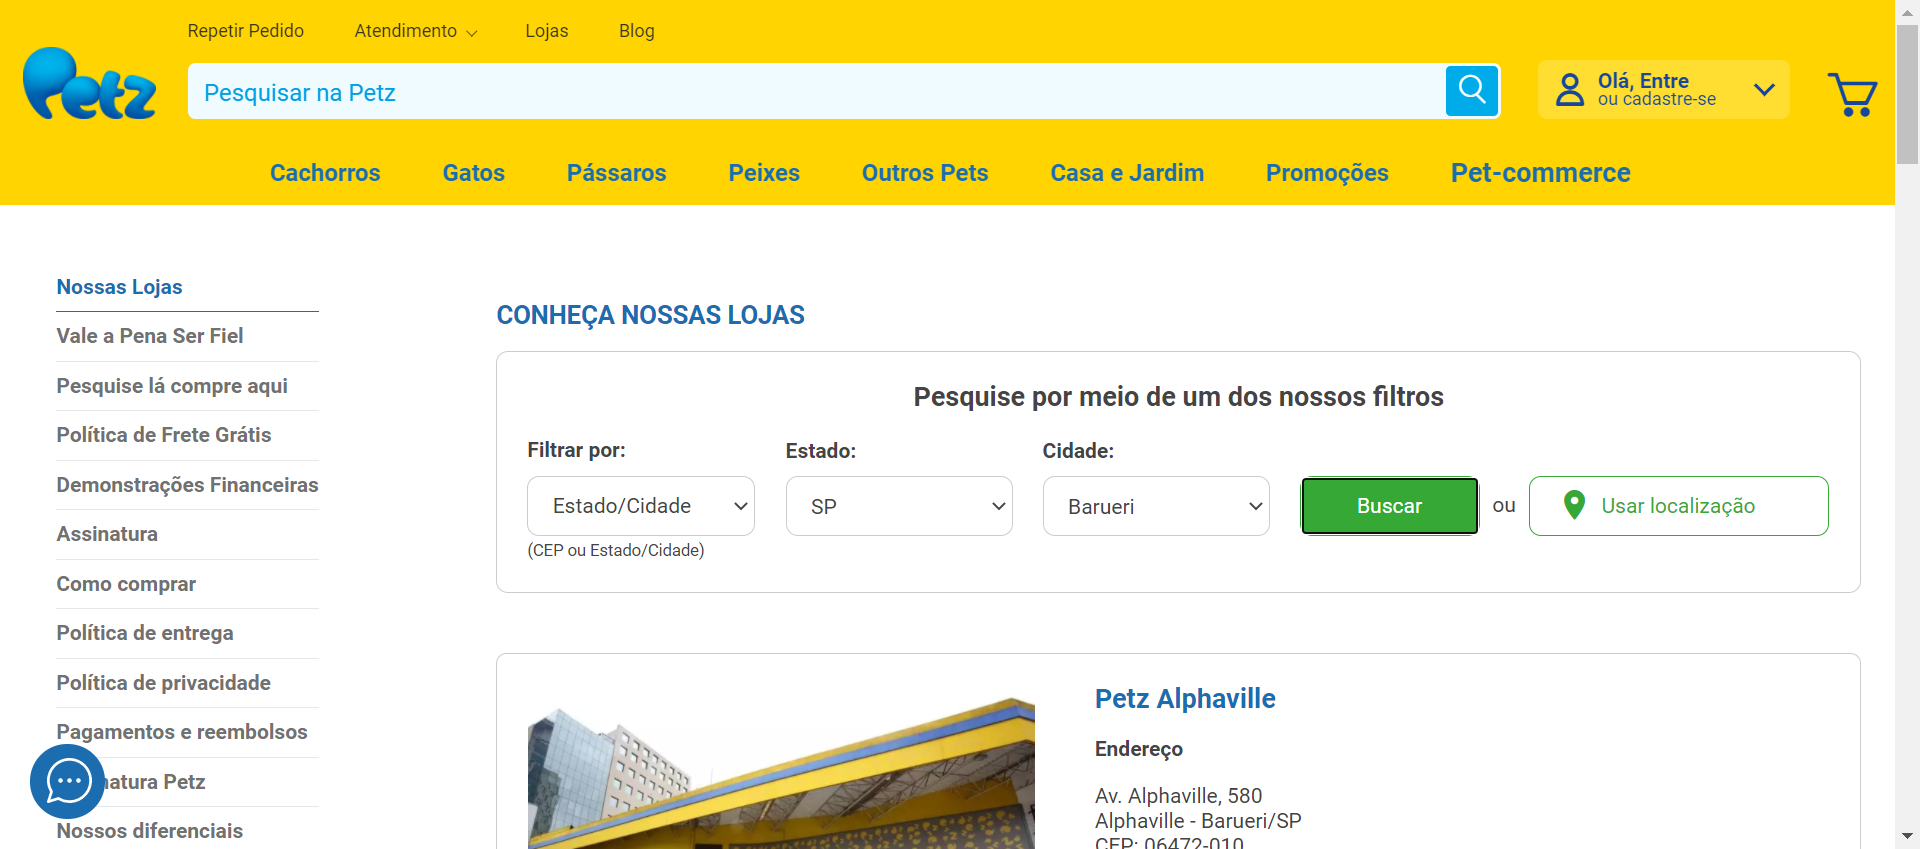 Repetir Pedido
Atendimento
Lojas
Blog
Petz
Pesquisar na Petz
Olá, Entre
ou cadastre-se
Cachorros
Gatos
Pássaros
Peixes
Outros Pets
Casa e Jardim
Promoções
Pet-commerce
Nossas Lojas
Vale a Pena Ser Fiel
Pesquise lá compre aqui
Política de Frete Grátis
Demonstrações Financeiras
Assinatura
Como comprar
Política de entrega
Política de privacidade
Pagamentos e reembolsos
natura Petz
Nossos diferenciais
CONHEÇA NOSSAS LOJAS
Pesquise por meio de um dos nossos filtros
Filtrar por:
Estado:
Cidade:
Estado/Cidade
SP
Barueri
Buscar
ou
Usar localização
(CEP ou Estado/Cidade)
Petz Alphaville
Endereço
Av. Alphaville, 580
Alphaville - Barueri/SP
CEP: 06472-010